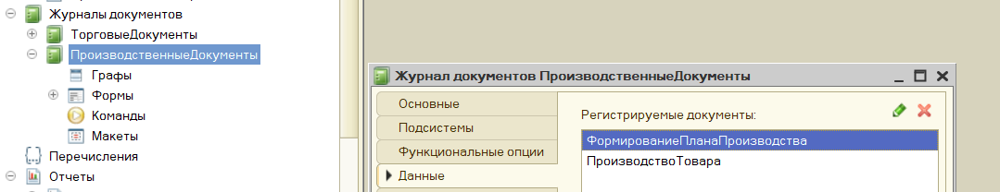 Журналы документов
ТорговыеДокументы
ПроизводственныеДокументы
Графы
Формы
Команды
Макеты
Перечисления
Отчеты
Журнал документов ПроизводственныеДокументы
Основные
Подсистемы
Функциональные опции
Данные
Регистрируемые документы:
ФормированиеПланаПроизводства
ПроизводствоТовара